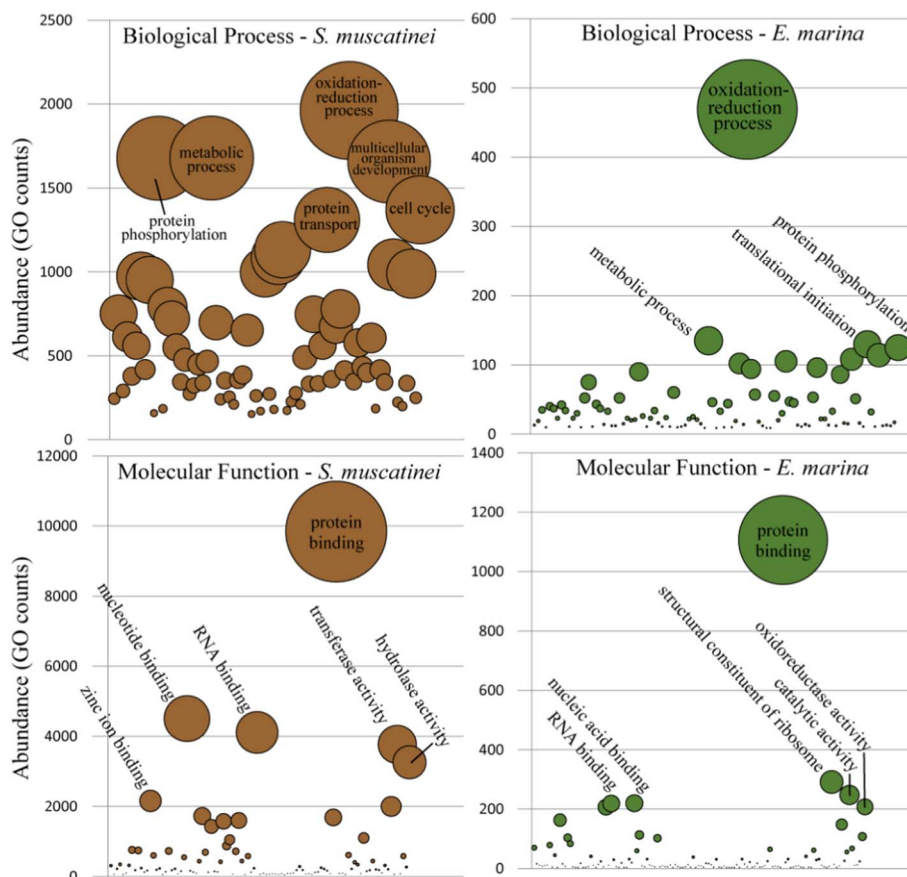 Biological Process - S. muscatinei
Abundance (GO counts)
2500
2000
1500
1000
500
0
oxidation-
reduction
process
metabolic
process
multicellular
organism
development
protein
phosphorylation
protein
transport
cell cycle
Biological Process - E. marina
600
500
400
300
200
100
0
oxidation-
reduction
process
metabolic process
translational initiation
protein phosphorylation
Molecular Function - S. muscatinei
Abundance (GO counts)
12000
10000
8000
6000
4000
2000
0
protein
binding
zinc ion binding
nucleotide binding
RNA binding
transferase activity
hydrolase activity
Molecular Function - E. marina
1400
1200
1000
800
600
400
200
0
protein
binding
RNA binding
nucleic acid binding
structural constituent of ribosome
catalytic activity
oxidoreductase activity